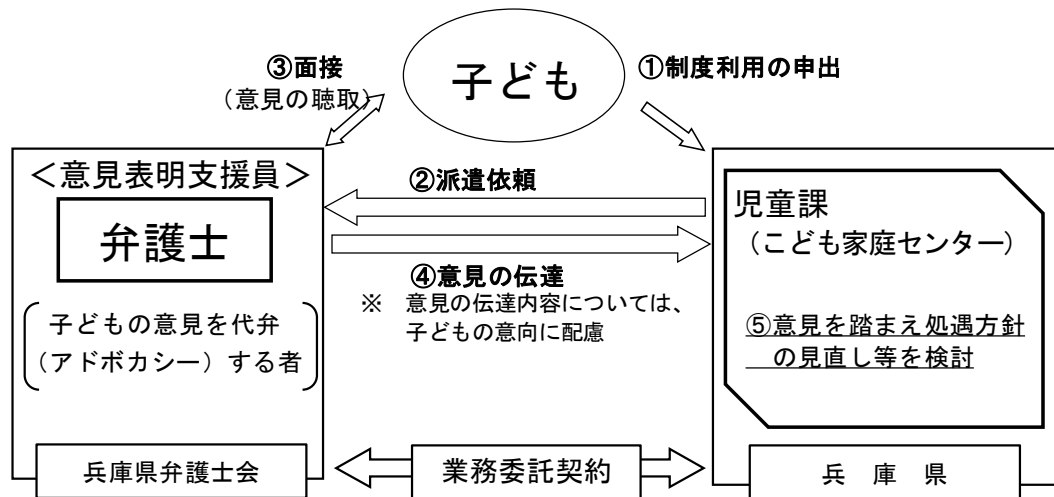 子ども
①制度利用の申出
③面接
（意見の聴取）
＜意見表明支援員＞
弁護士
子どもの意見を代弁
（アドボカシー）する者
兵庫県弁護士会
②派遣依頼
④意見の伝達
※　意見の伝達内容については、
子どもの意向に配慮
業務委託契約
児童課
（こども家庭センター）
⑤意見を踏まえ処遇方針
の見直し等を検討
兵　庫　県